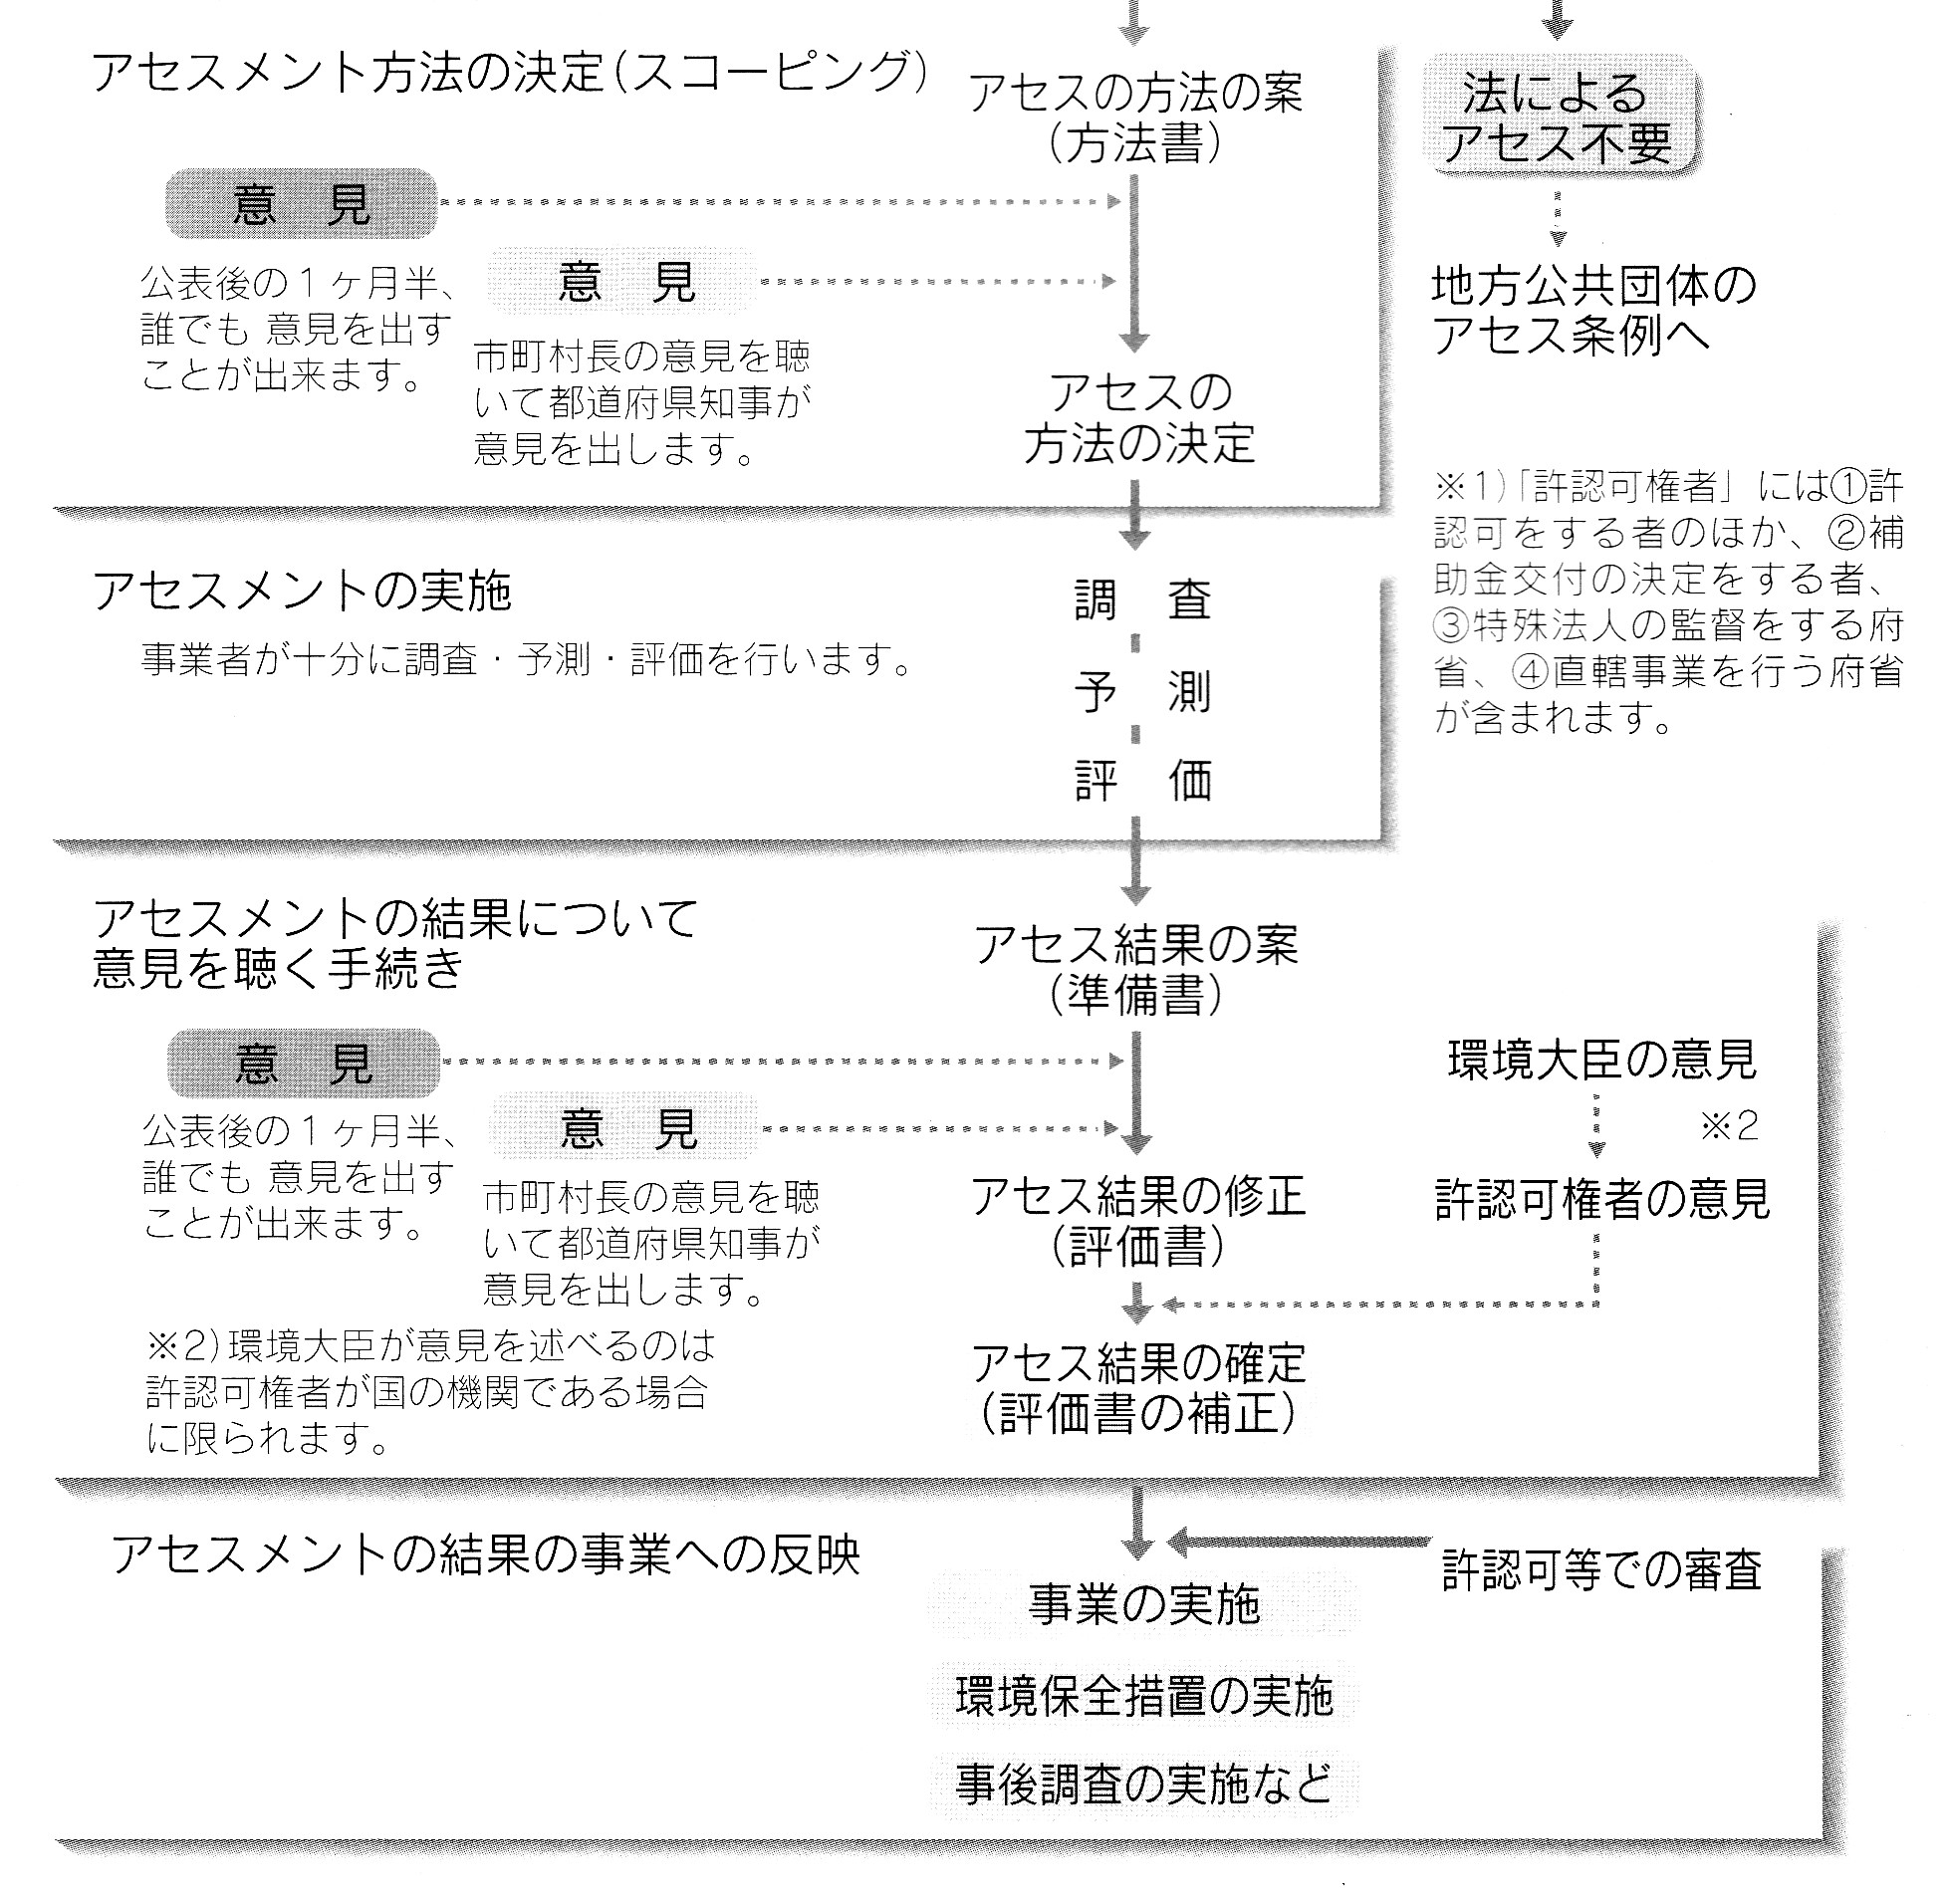 アセスメント方法の決定(スコーピング)
アセスの方法の案
(方法書)
意 見
公表後の1ヶ月半、
誰でも 意見を出す
ことが出来ます。
意 見
市町村長の意見を聴
いて都道府県知事が
意見を出します。
アセスの
方法の決定
法による
アセス不要
地方公共団体の
アセス条例へ
※1)「許認可権者」には①許
認可をする者のほか、②補
助金交付の決定をする者、
③特殊法人の監督をする府
省、④直轄事業を行う府省
が含まれます。
アセスメントの実施
事業者が十分に調査・予測・評価を行います。
調 査
予 測
評 価
アセスメントの結果について
意見を聴く手続き
アセス結果の案
(準備書)
意 見
公表後の1ヶ月半、
誰でも 意見を出す
ことが出来ます。
意 見
市町村長の意見を聴
いて都道府県知事が
意見を出します。
環境大臣の意見
※2
許認可権者の意見
アセス結果の修正
(評価書)
※2)環境大臣が意見を述べるのは
許認可権者が国の機関である場合
に限られます。
アセス結果の確定
(評価書の補正)
アセスメントの結果の事業への反映
許認可等での審査
事業の実施
環境保全措置の実施
事後調査の実施など